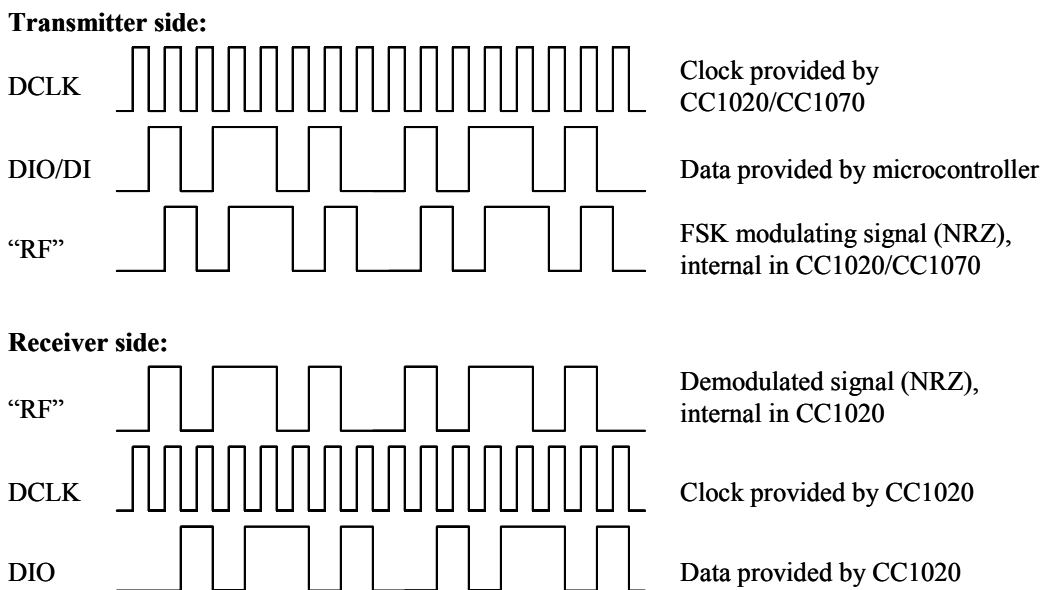 Transmitter side:
DCLK
Clock provided by
CC1020/CC1070
DIO/DI
Data provided by microcontroller
“RF”
FSK modulating signal (NRZ),
internal in CC1020/CC1070
Receiver side:
“RF”
Demodulated signal (NRZ),
internal in CC1020
DCLK
Clock provided by CC1020
DIO
Data provided by CC1020